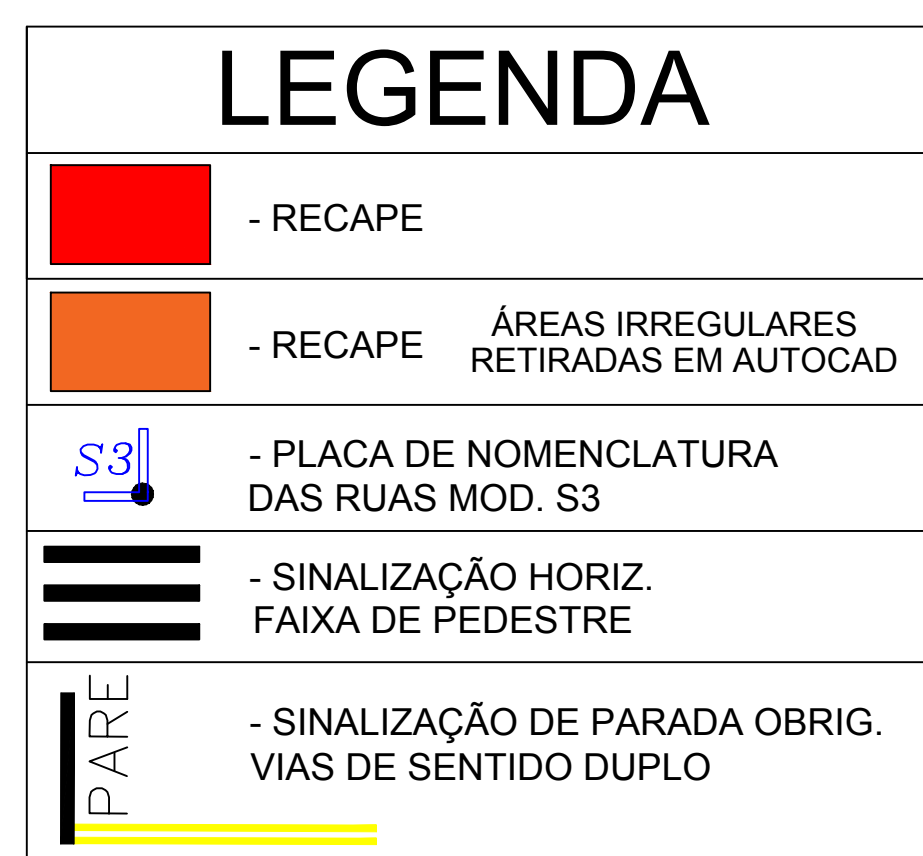 LEGENDA
- RECAPE
- RECAPE ÁREAS IRREGULARES
RETIRADAS EM AUTOCAD
S3
- PLACA DE NOMENCLATURA
DAS RUAS MOD. S3
- SINALIZAÇÃO HORIZ.
FAIXA DE PEDESTRE
PARE
- SINALIZAÇÃO DE PARADA OBRIG.
VIAS DE SENTIDO DUPLO